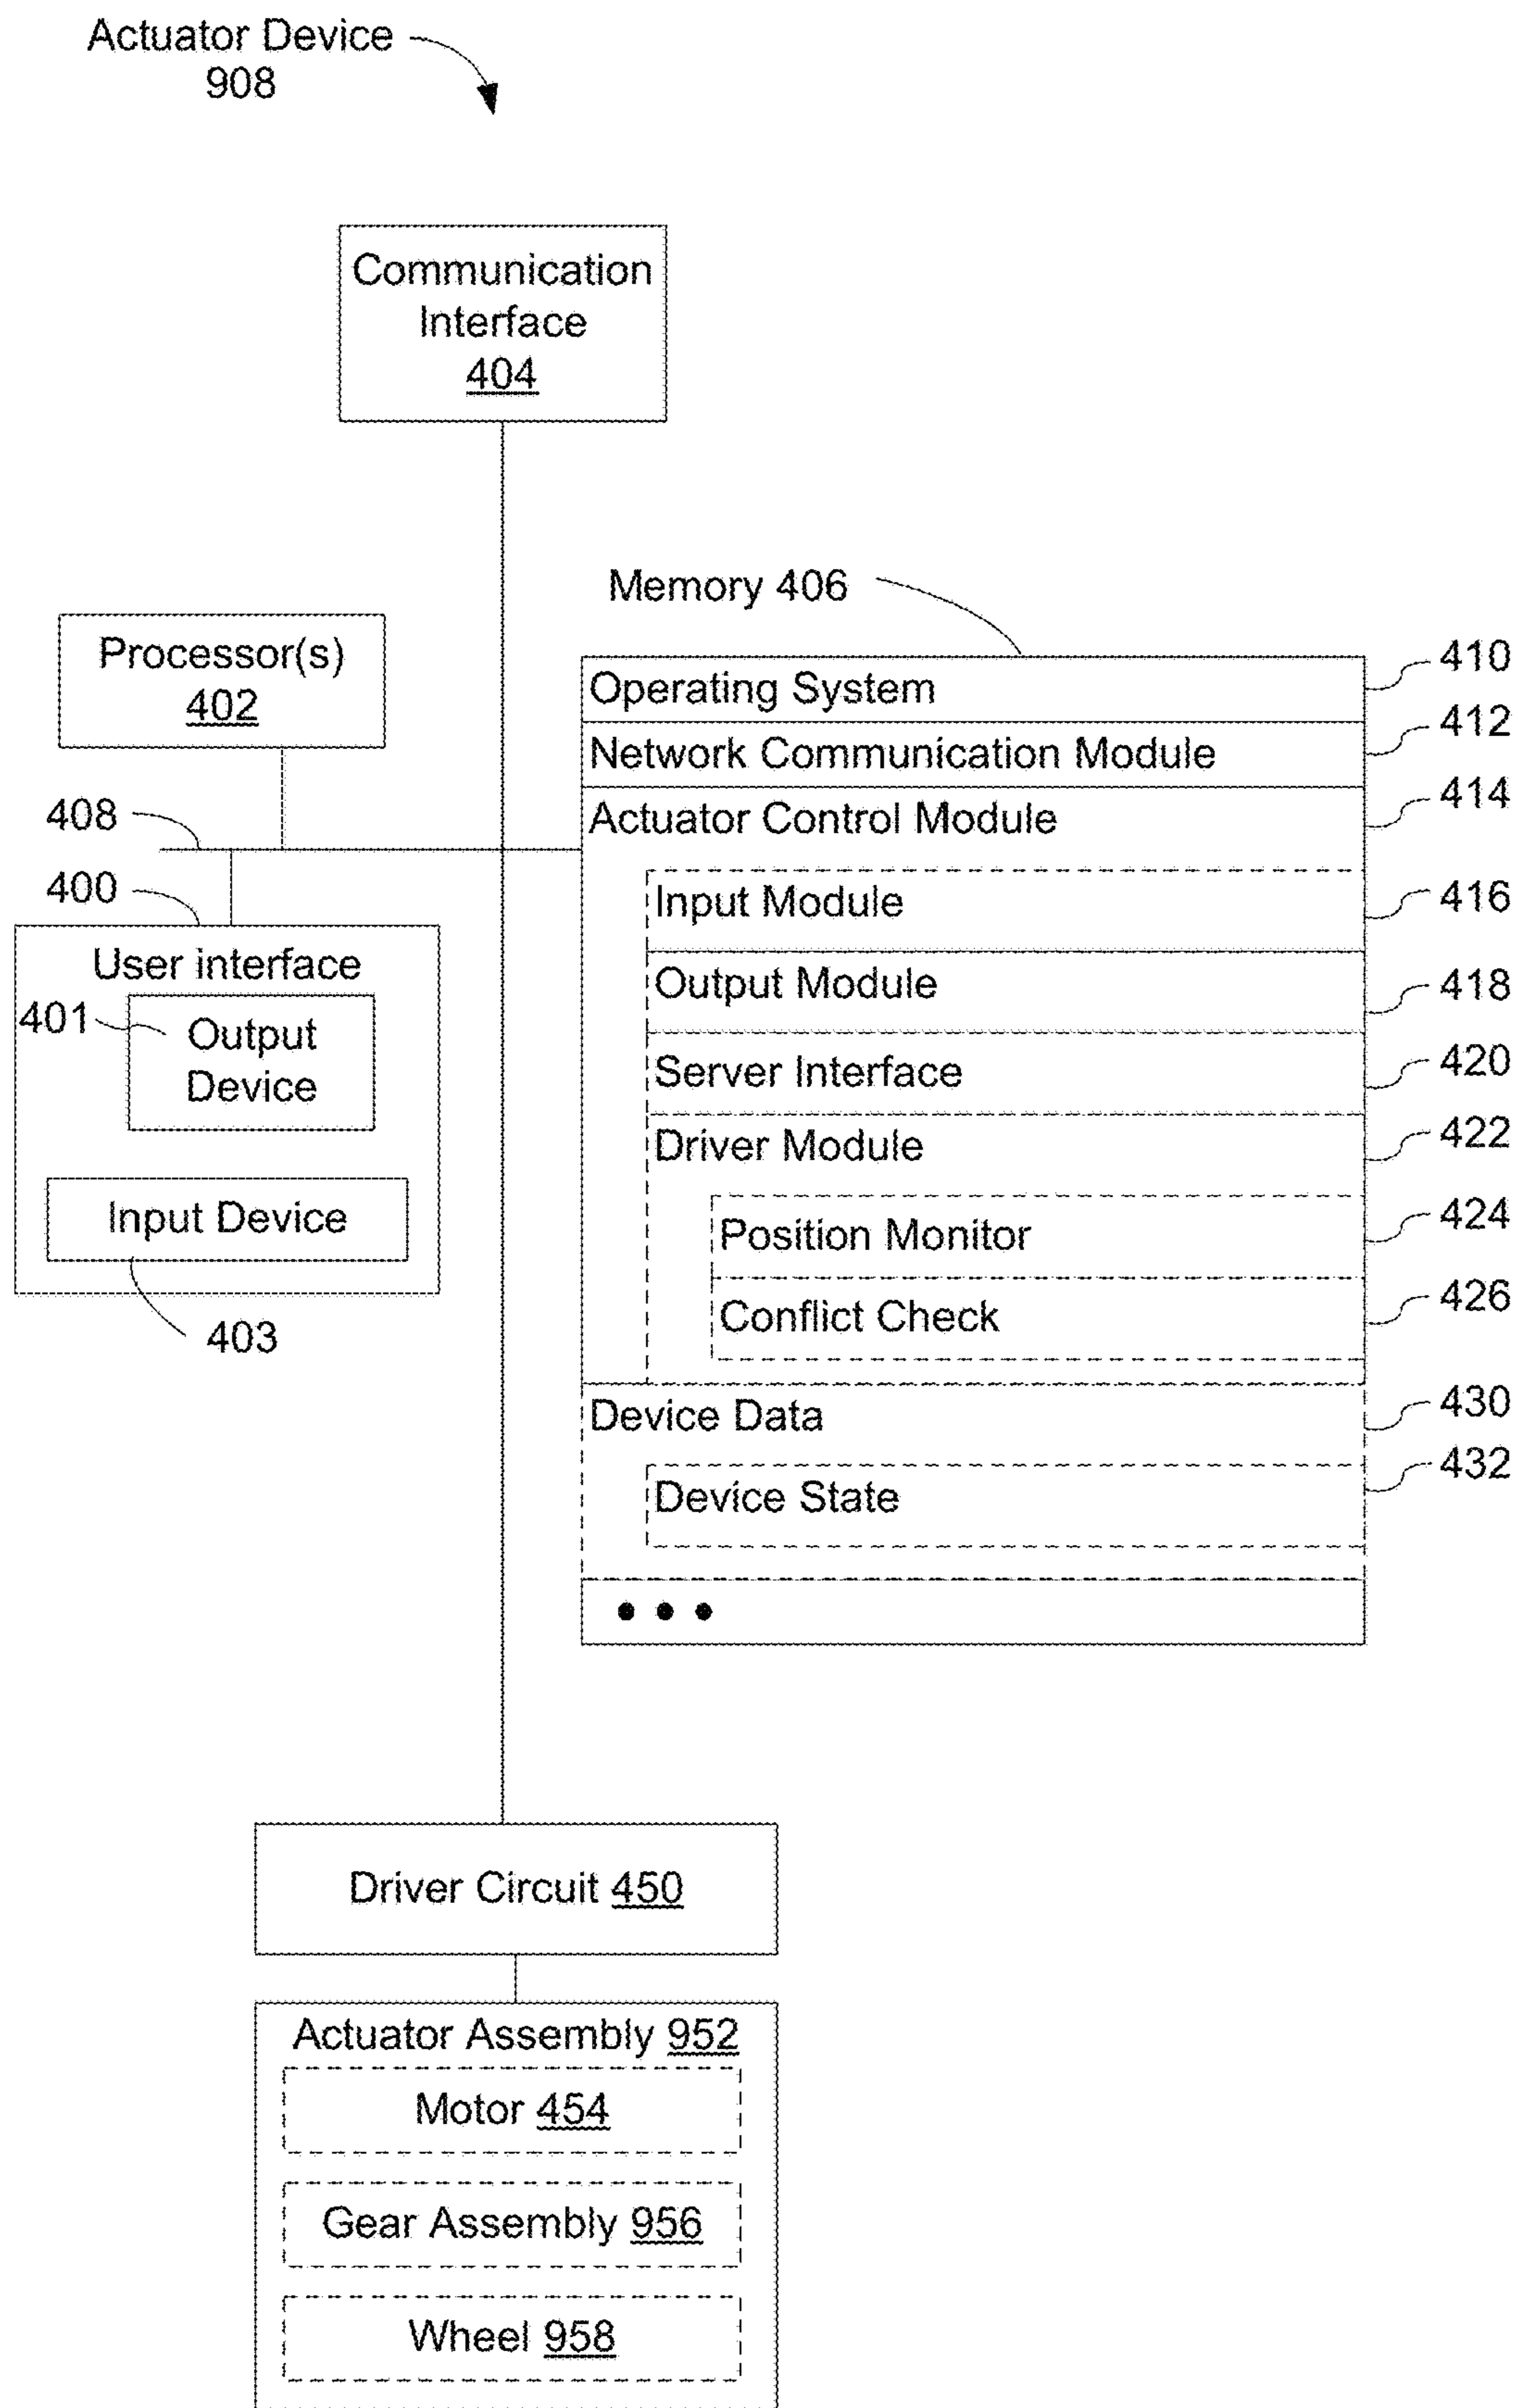 Actuator Device
908
Communication
Interface
404
Memory 406
Processor(s)
402
408
400
User interface
401
Output
Device
Input Device
403
Operating System
410
Network Communication Module
412
Actuator Control Module
414
Input Module
416
Output Module
418
Server Interface
420
Driver Module
422
Position Monitor
424
Conflict Check
426
Device Data
430
Device State
432
Driver Circuit 450
Actuator Assembly 952
Motor 454
Gear Assembly 956
Wheel 958